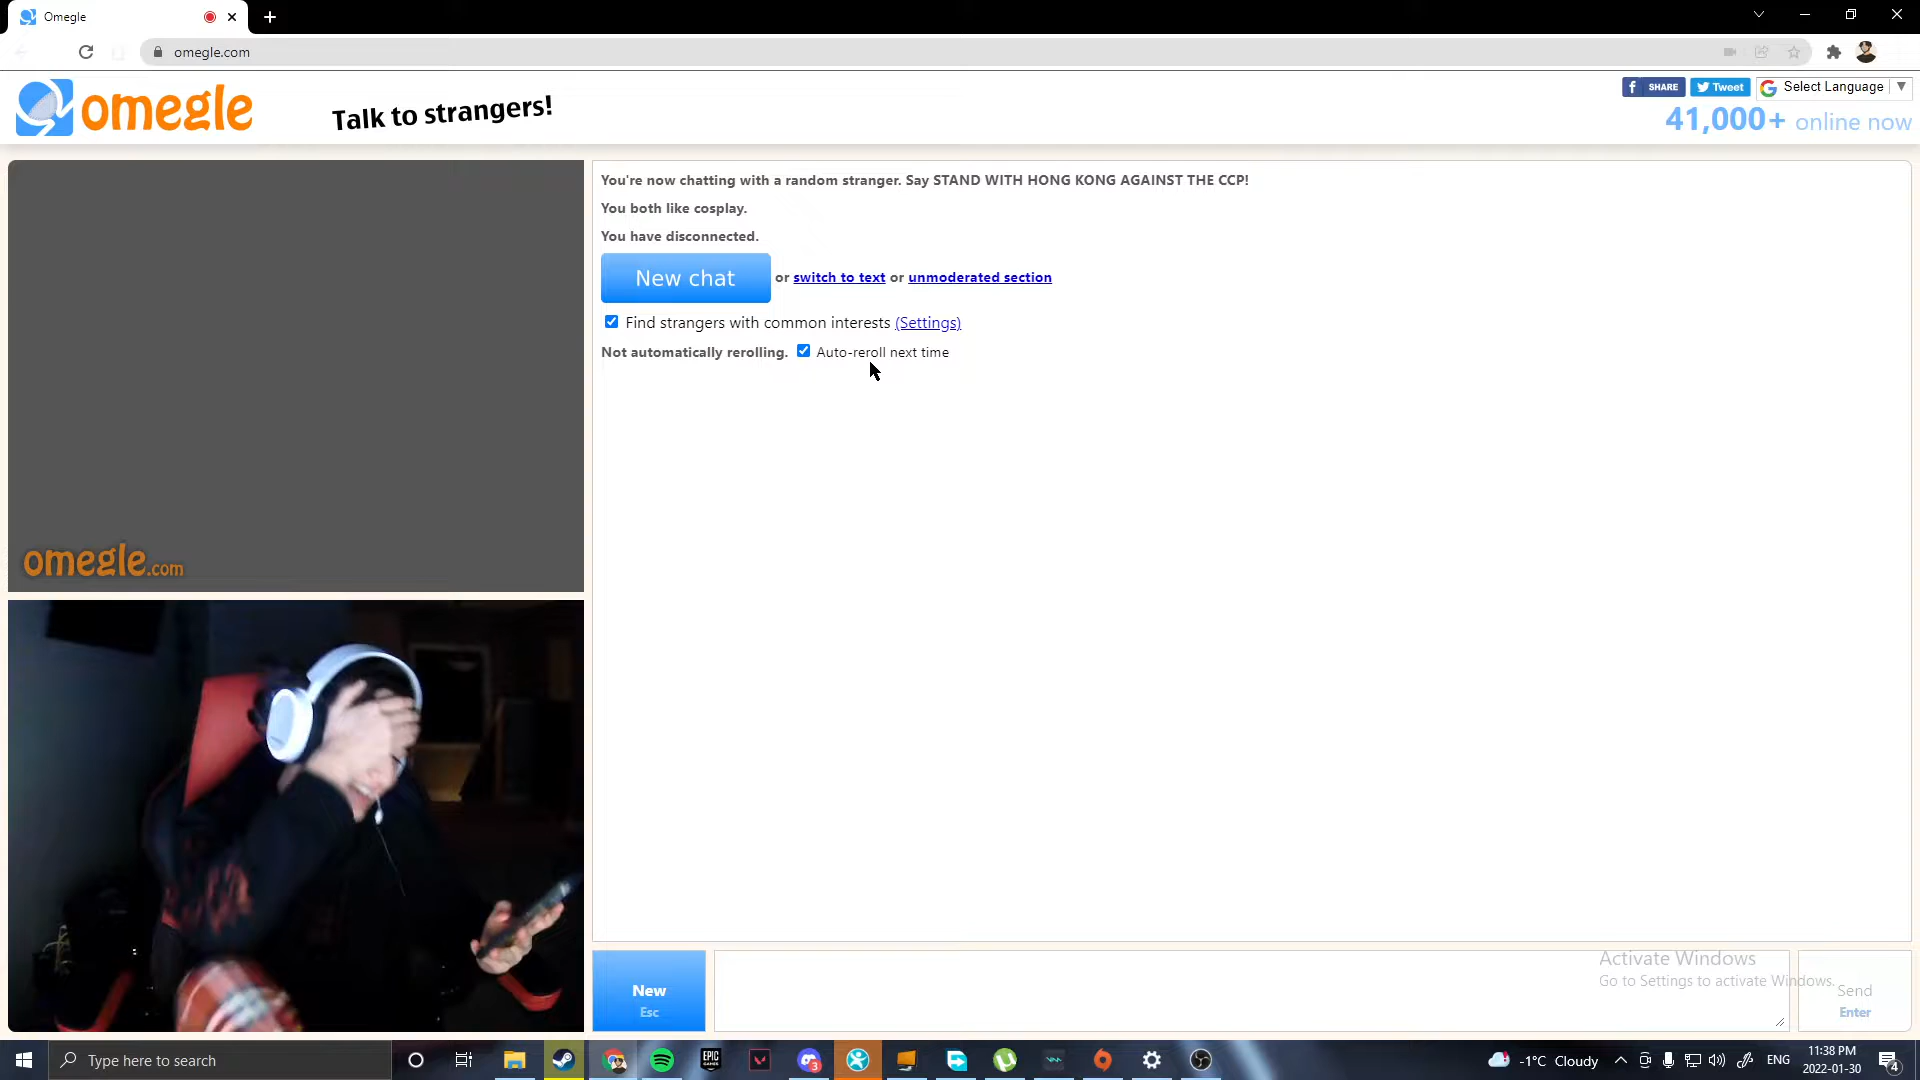 Omegle
omegle.com
omegle
Talk to strangers!
SHARE
Tweet
Select Language
41,000+ online now
You're now chatting with a random stranger. Say STAND WITH HONG KONG AGAINST THE CCP!
You both like cosplay.
You have disconnected.
New chat or switch to text or unmoderated section
Find strangers with common interests (Settings)
Not automatically rerolling. Auto-reroll next time
omegle.com
New
Esc
Activate Windows
Go to Settings to activate Windows.
Send
Enter
Type here to search
EPIC GAMES
3
-1°C Cloudy
ENG
11:38 PM
2022-01-30
4